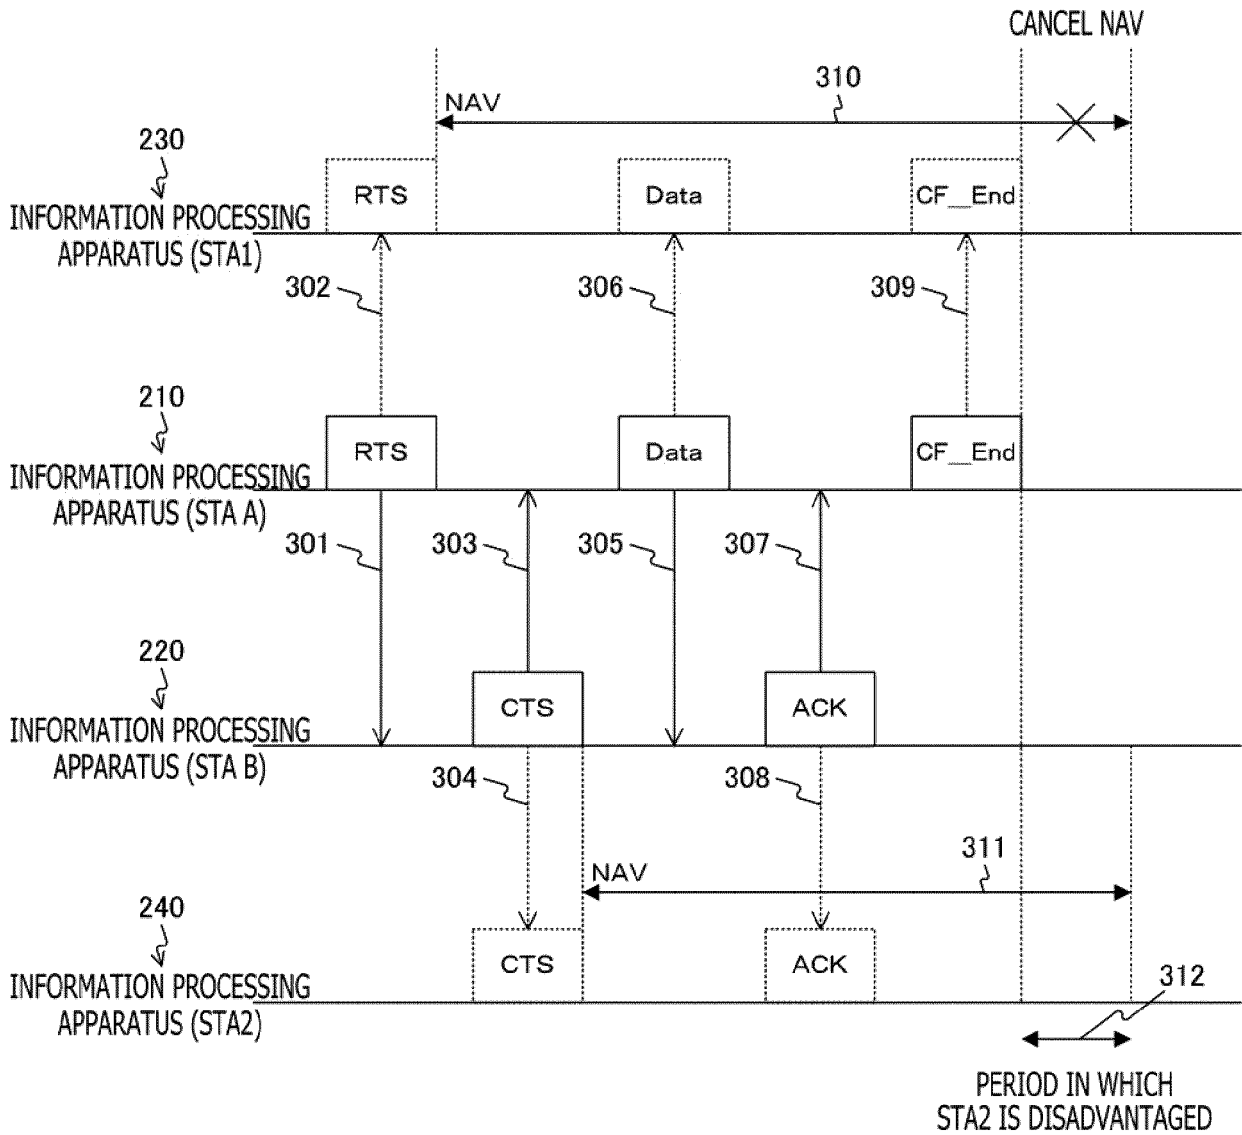 CANCEL NAV
310
NAV
230
RTS
Data
CF_End
INFORMATION PROCESSING
APPARATUS (STA1)
302
306
309
210
RTS
Data
CF_End
INFORMATION PROCESSING
APPARATUS (STA A)
301
303
305
307
220
CTS
ACK
INFORMATION PROCESSING
APPARATUS (STA B)
304
308
311
NAV
240
CTS
ACK
INFORMATION PROCESSING
APPARATUS (STA2)
312
PERIOD IN WHICH
STA2 IS DISADVANTAGED